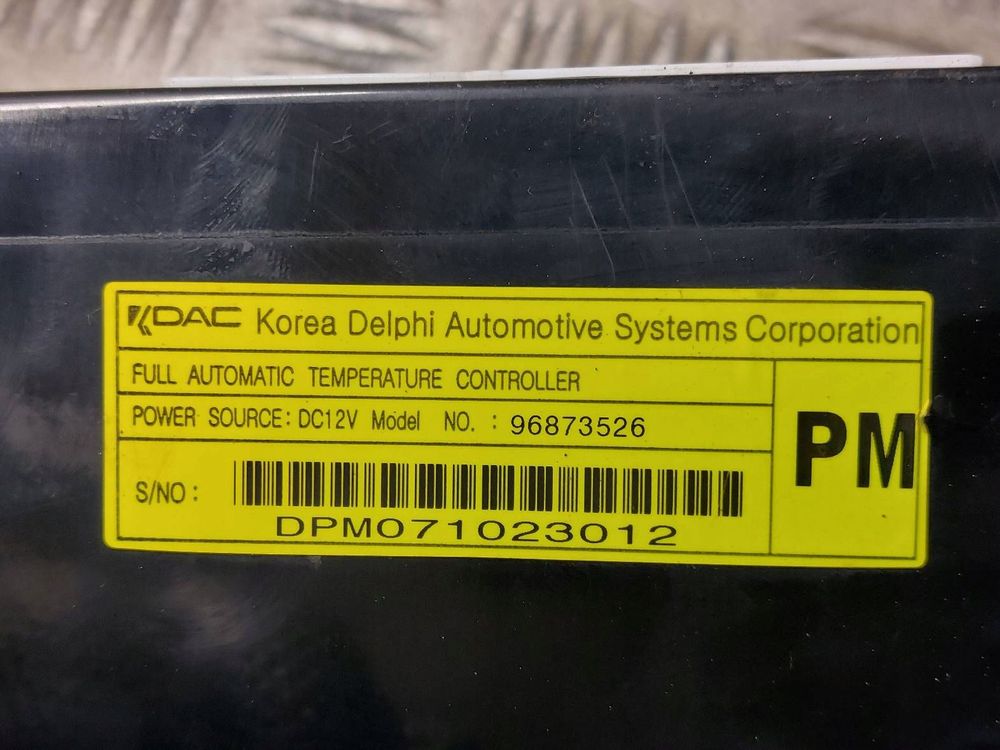 KDAC Korea Delphi Automotive Systems Corporation
FULL AUTOMATIC TEMPERATURE CONTROLLER
POWER SOURCE: DC12V Model NO. : 96873526
PM
S/NO :
DPM071023012